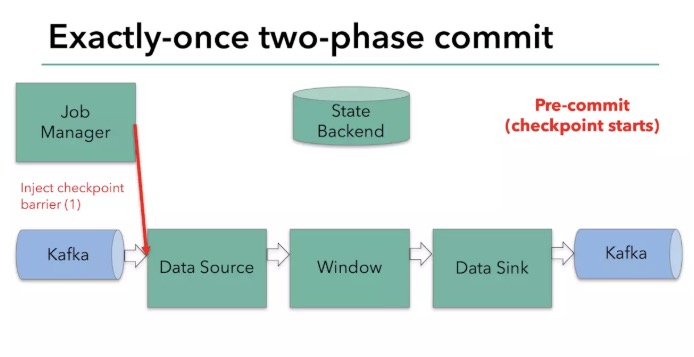 Exactly-once two-phase commit
Job
Manager
State
Backend
Pre-commit
(checkpoint starts)
Inject checkpoint
barrier (1)
Kafka
Data Source
Window
Data Sink
Kafka